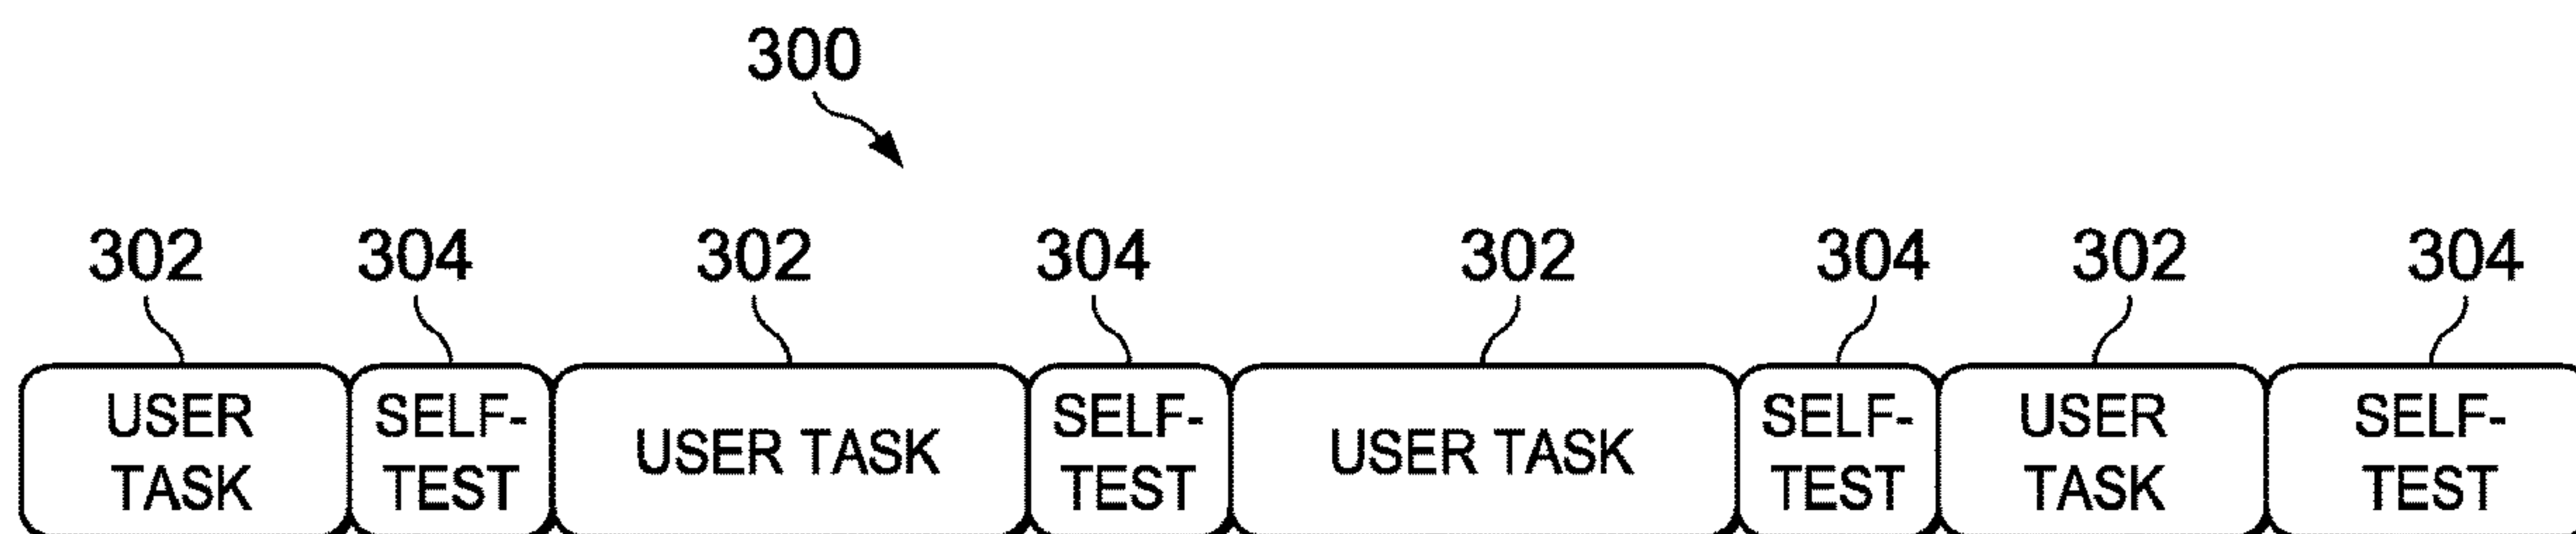 300
302 304 302 304 302 304 302 304
USER SELF- USER TASK SELF- USER TASK SELF- USER SELF-
TASK TEST TEST TEST TASK TEST